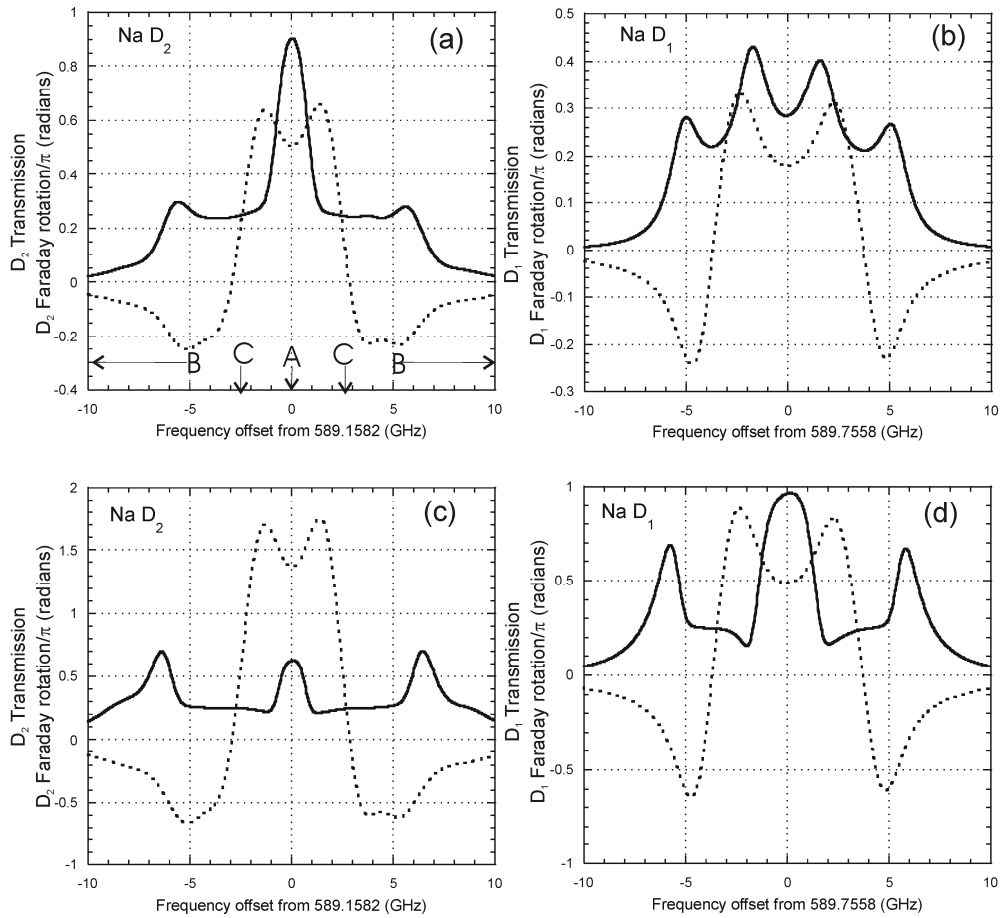 (a)
Na D2
D2 Transmission
D2 Faraday rotation/π (radians)
1
0.8
0.6
0.4
0.2
0
-0.2
-0.4
B C A C B
-10 -5 0 5 10
Frequency offset from 589.1582 (GHz)
(b)
Na D1
D1 Transmission
D1 Faraday rotation/π (radians)
0.5
0.4
0.3
0.2
0.1
0
-0.1
-0.2
-0.3
-10 -5 0 5 10
Frequency offset from 589.7558 (GHz)
(c)
Na D2
D2 Transmission
D2 Faraday rotation/π (radians)
2
1.5
1
0.5
0
-0.5
-1
-10 -5 0 5 10
Frequency offset from 589.1582 (GHz)
(d)
Na D1
D1 Transmission
D1 Faraday rotation/π (radians)
1
0.5
0
-0.5
-1
-10 -5 0 5 10
Frequency offset from 589.7558 (GHz)